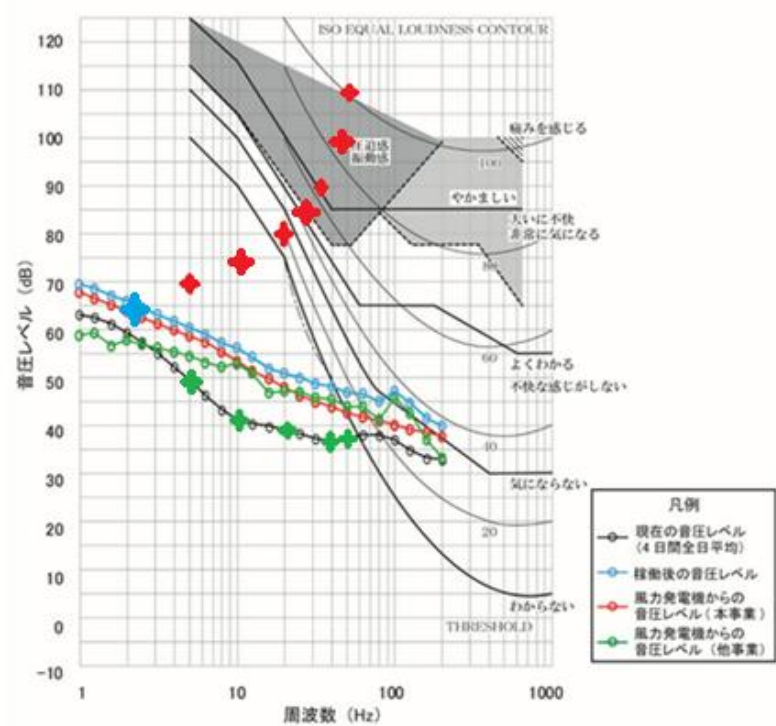 ISO EQUAL LOUDNESS CONTOUR
120
110
100
90
80
70
60
50
40
30
20
10
0
-10
音圧レベル (dB)
圧迫感
振動感
痛みを感じる
100
やかましい
大いに不快
非常に気になる
80
60
よくわかる
不快な感じがしない
40
気にならない
20
わからない
THRESHOLD
1
10
100
1000
周波数 (Hz)
凡例
現在の音圧レベル
(4日間全日平均)
稼働後の音圧レベル
風力発電機からの
音圧レベル(本事業)
風力発電機からの
音圧レベル (他事業)